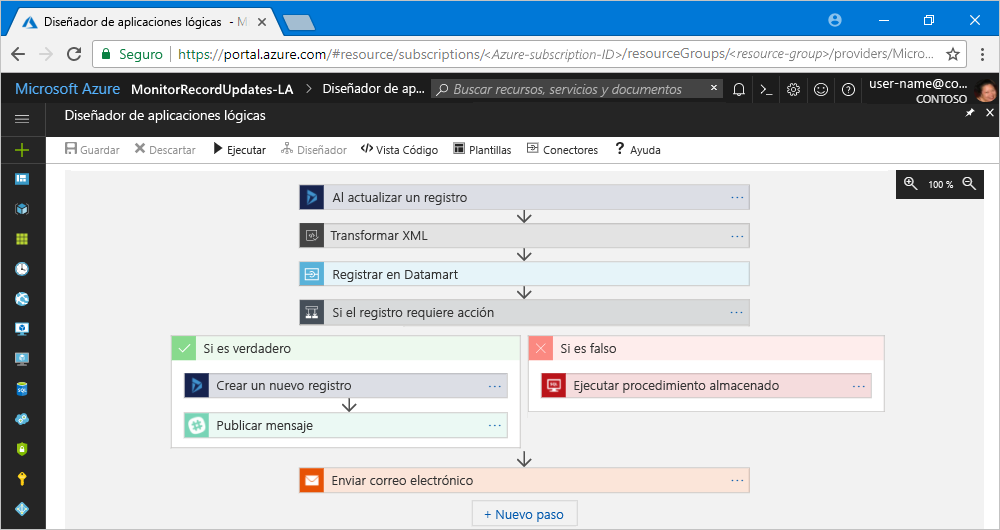 Diseñador de aplicaciones lógicas - M
Seguro https://portal.azure.com/#resource/subscriptions/<Azure-subscription-ID>/resourceGroups/<resource-group>/providers/Micro...
Microsoft Azure MonitorRecordUpdates-LA Diseñador de ap... Buscar recursos, servicios y documentos user-name@co...
CONTOSO
Diseñador de aplicaciones lógicas
Guardar Descartar Ejecutar Diseñador Vista Código Plantillas Conectores ? Ayuda
100 %
Al actualizar un registro ...
Transformar XML ...
Registrar en Datamart
Si el registro requiere acción ...
Si es verdadero Si es falso
Crear un nuevo registro ... Ejecutar procedimiento almacenado ...
Publicar mensaje ...
Enviar correo electrónico ...
+ Nuevo paso